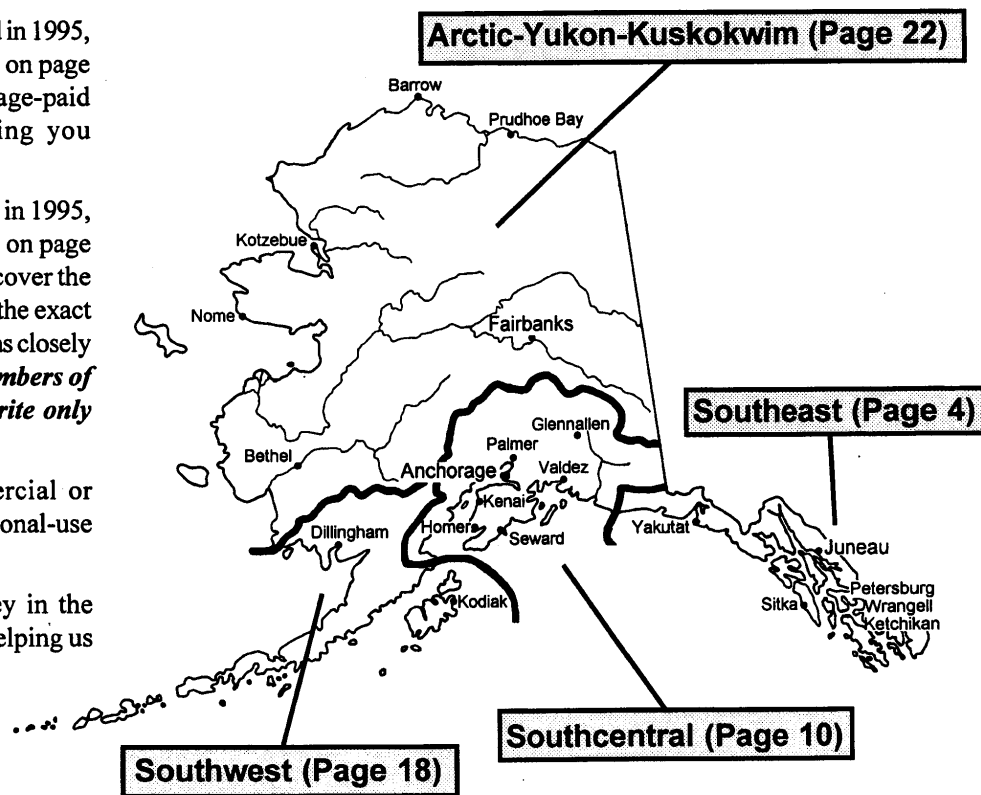 in 1995,
on page
age-paid
ing you
in 1995,
on page
cover the
the exact
as closely
mbers of
rite only
ercial or
onal-use
ey in the
elping us
Arctic-Yukon-Kuskokwim (Page 22)
Barrow
Prudhoe Bay
Kotzebue
Nome
Fairbanks
Southeast (Page 4)
Glennallen
Palmer
Bethel
Anchorage
Valdez
Kenai
Dillingham
Homer
Seward
Yakutat
Juneau
Kodiak
Sitka
Petersburg
Wrangell
Ketchikan
Southcentral (Page 10)
Southwest (Page 18)